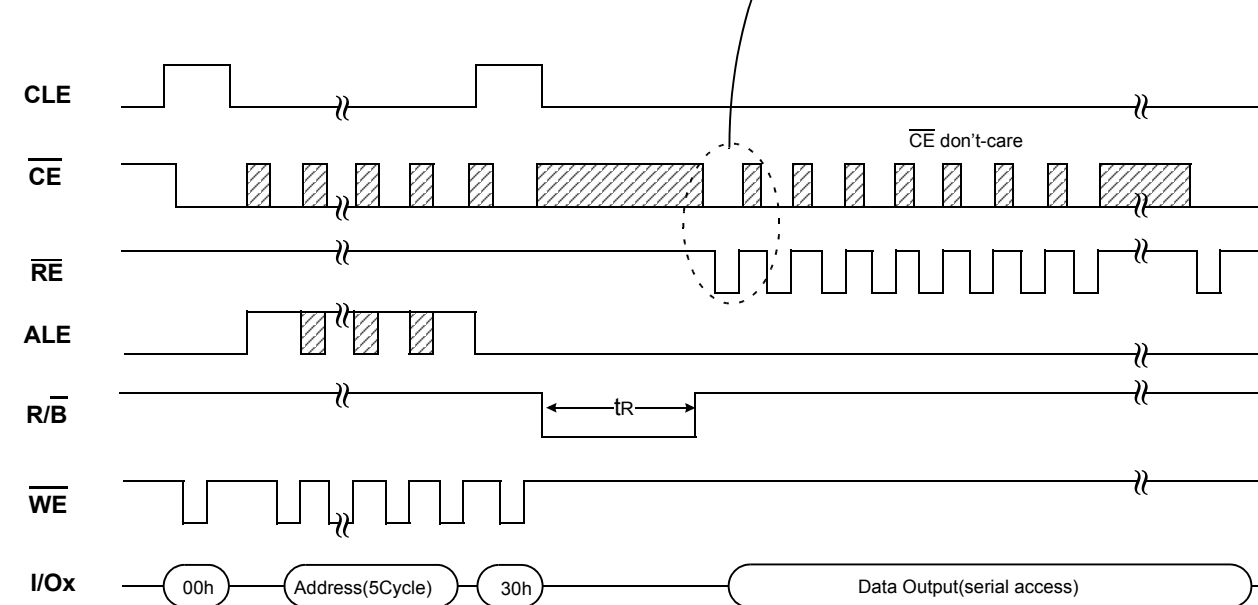 CLE
CE don't-care
CE
RE
ALE
R/B
tR
WE
I/Ox
00h
Address(5Cycle)
30h
Data Output(serial access)